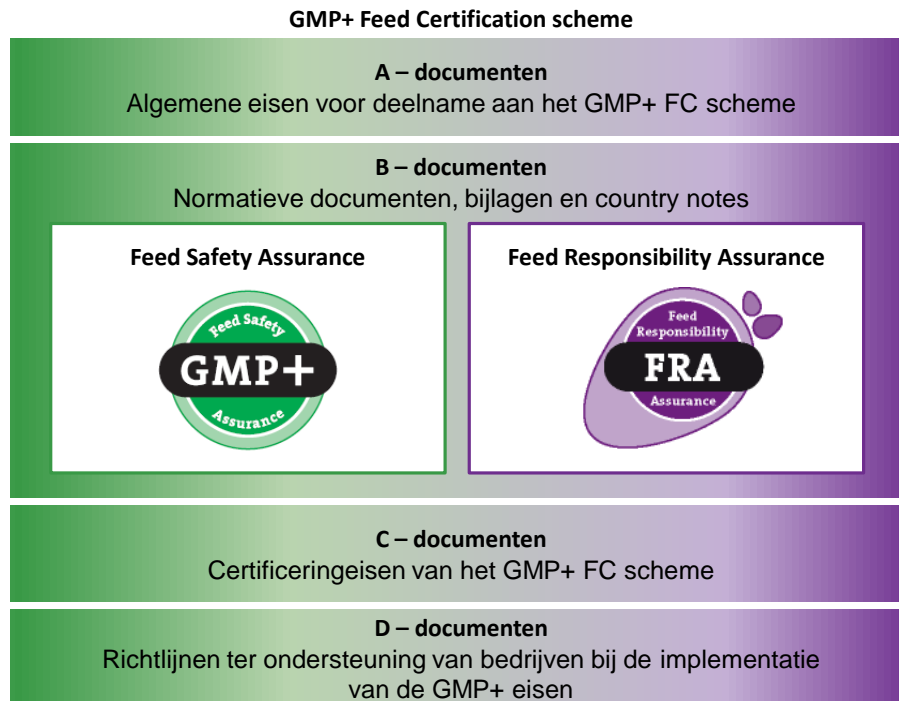 GMP+ Feed Certification scheme
A – documenten
Algemene eisen voor deelname aan het GMP+ FC scheme
B – documenten
Normatieve documenten, bijlagen en country notes
Feed Safety Assurance
Feed Safety
GMP+
Assurance
Feed Responsibility Assurance
Feed
Responsibility
FRA
Assurance
C – documenten
Certificeringeisen van het GMP+ FC scheme
D – documenten
Richtlijnen ter ondersteuning van bedrijven bij de implementatie
van de GMP+ eisen